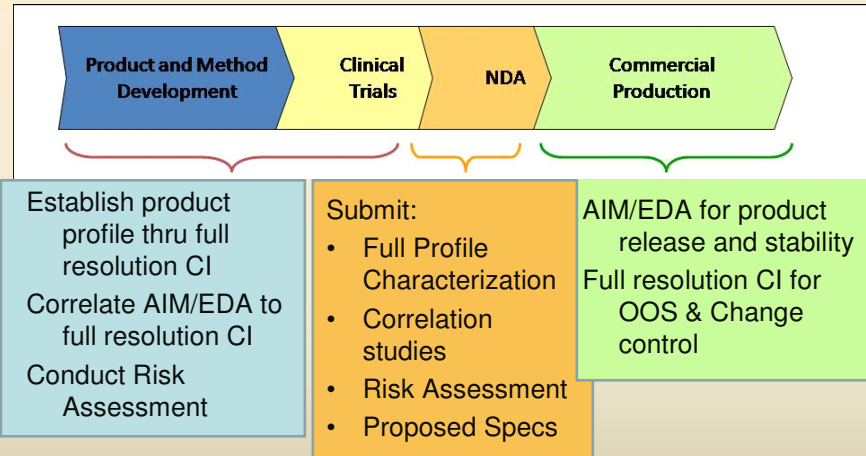 Product and Method
Development
Clinical
Trials
NDA
Commercial
Production
Establish product
profile thru full
resolution CI
Correlate AIM/EDA to
full resolution CI
Conduct Risk
Assessment
Submit:
• Full Profile
Characterization
• Correlation
studies
• Risk Assessment
• Proposed Specs
AIM/EDA for product
release and stability
Full resolution CI for
OOS & Change
control